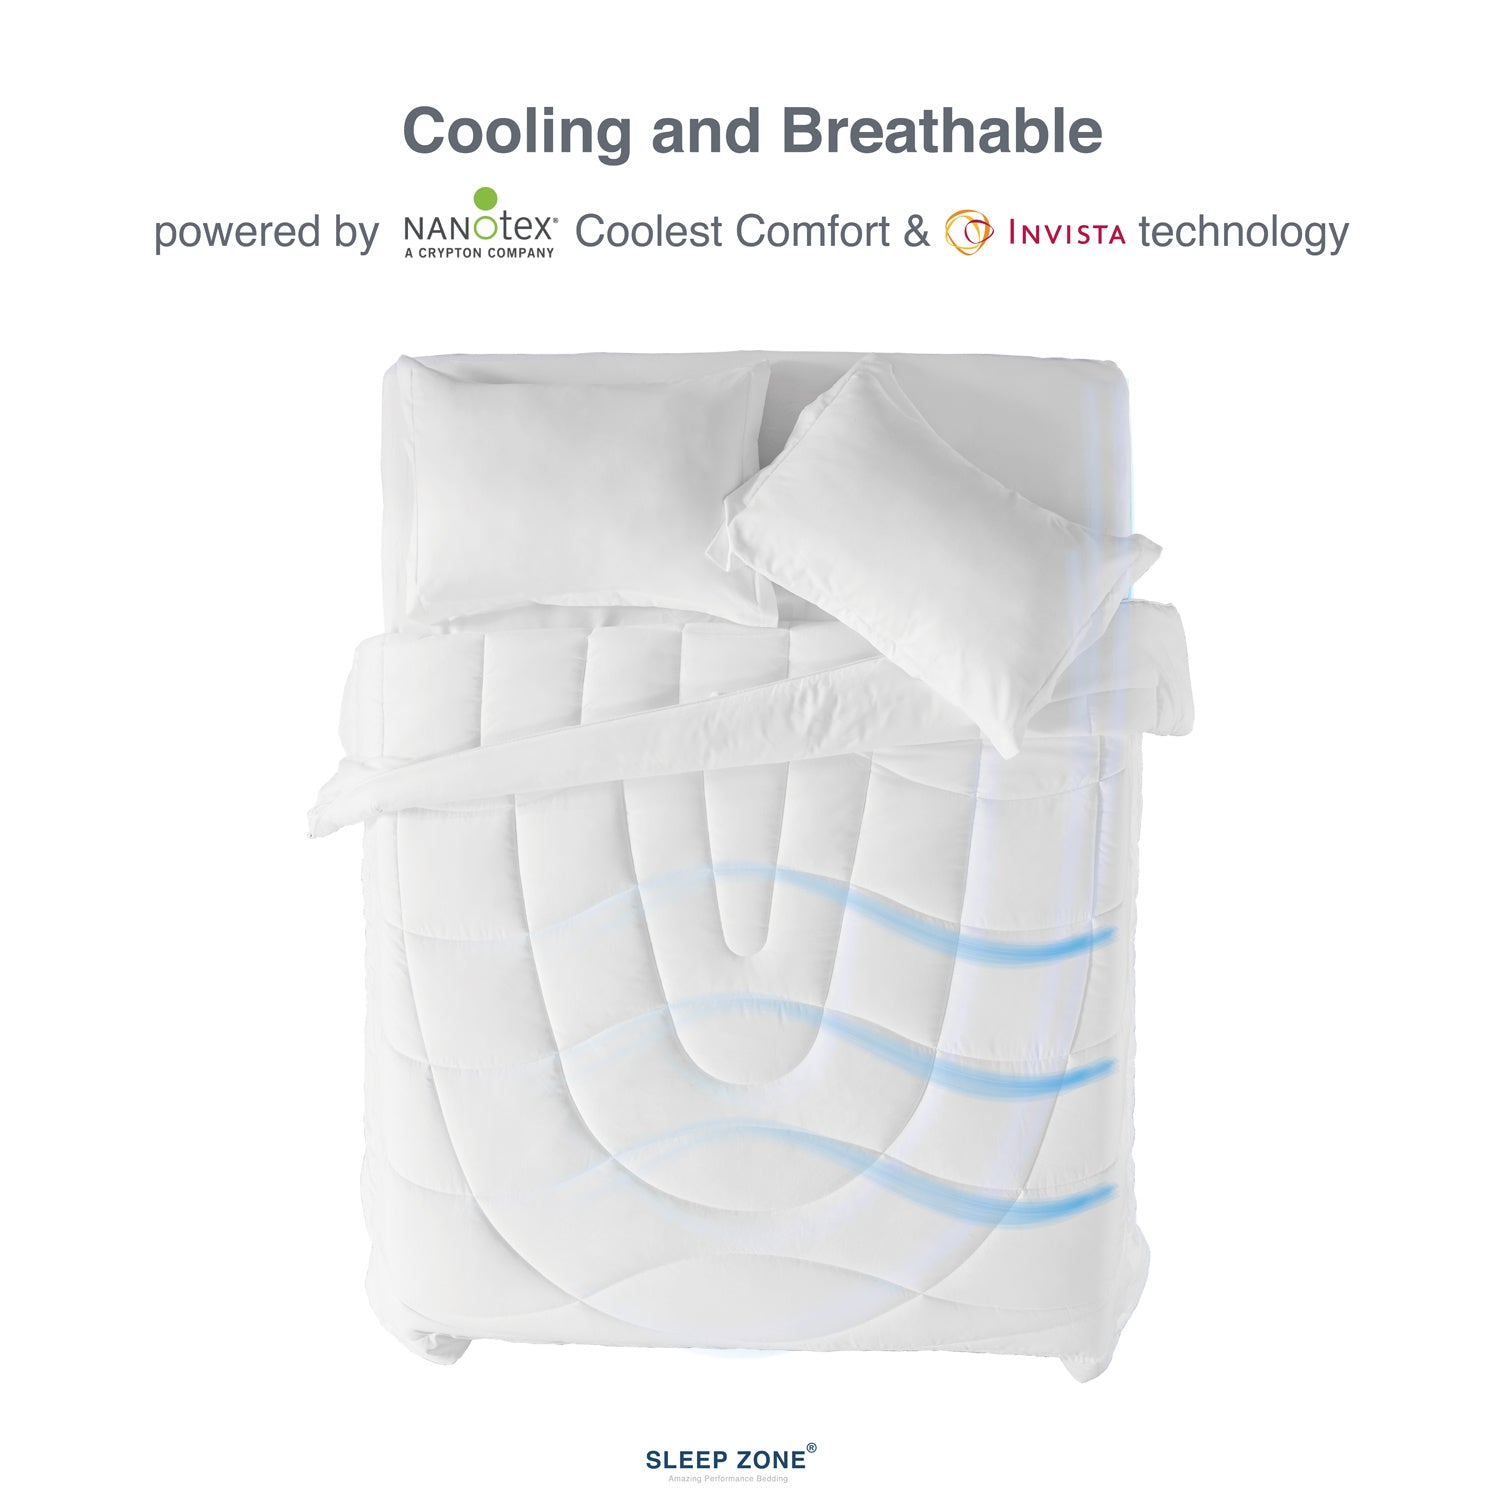 Cooling and Breathable
powered by NANOtex® Coolest Comfort & INVISTA technology
A CRYPTON COMPANY
SLEEP ZONE®
Amazing Performance Bedding